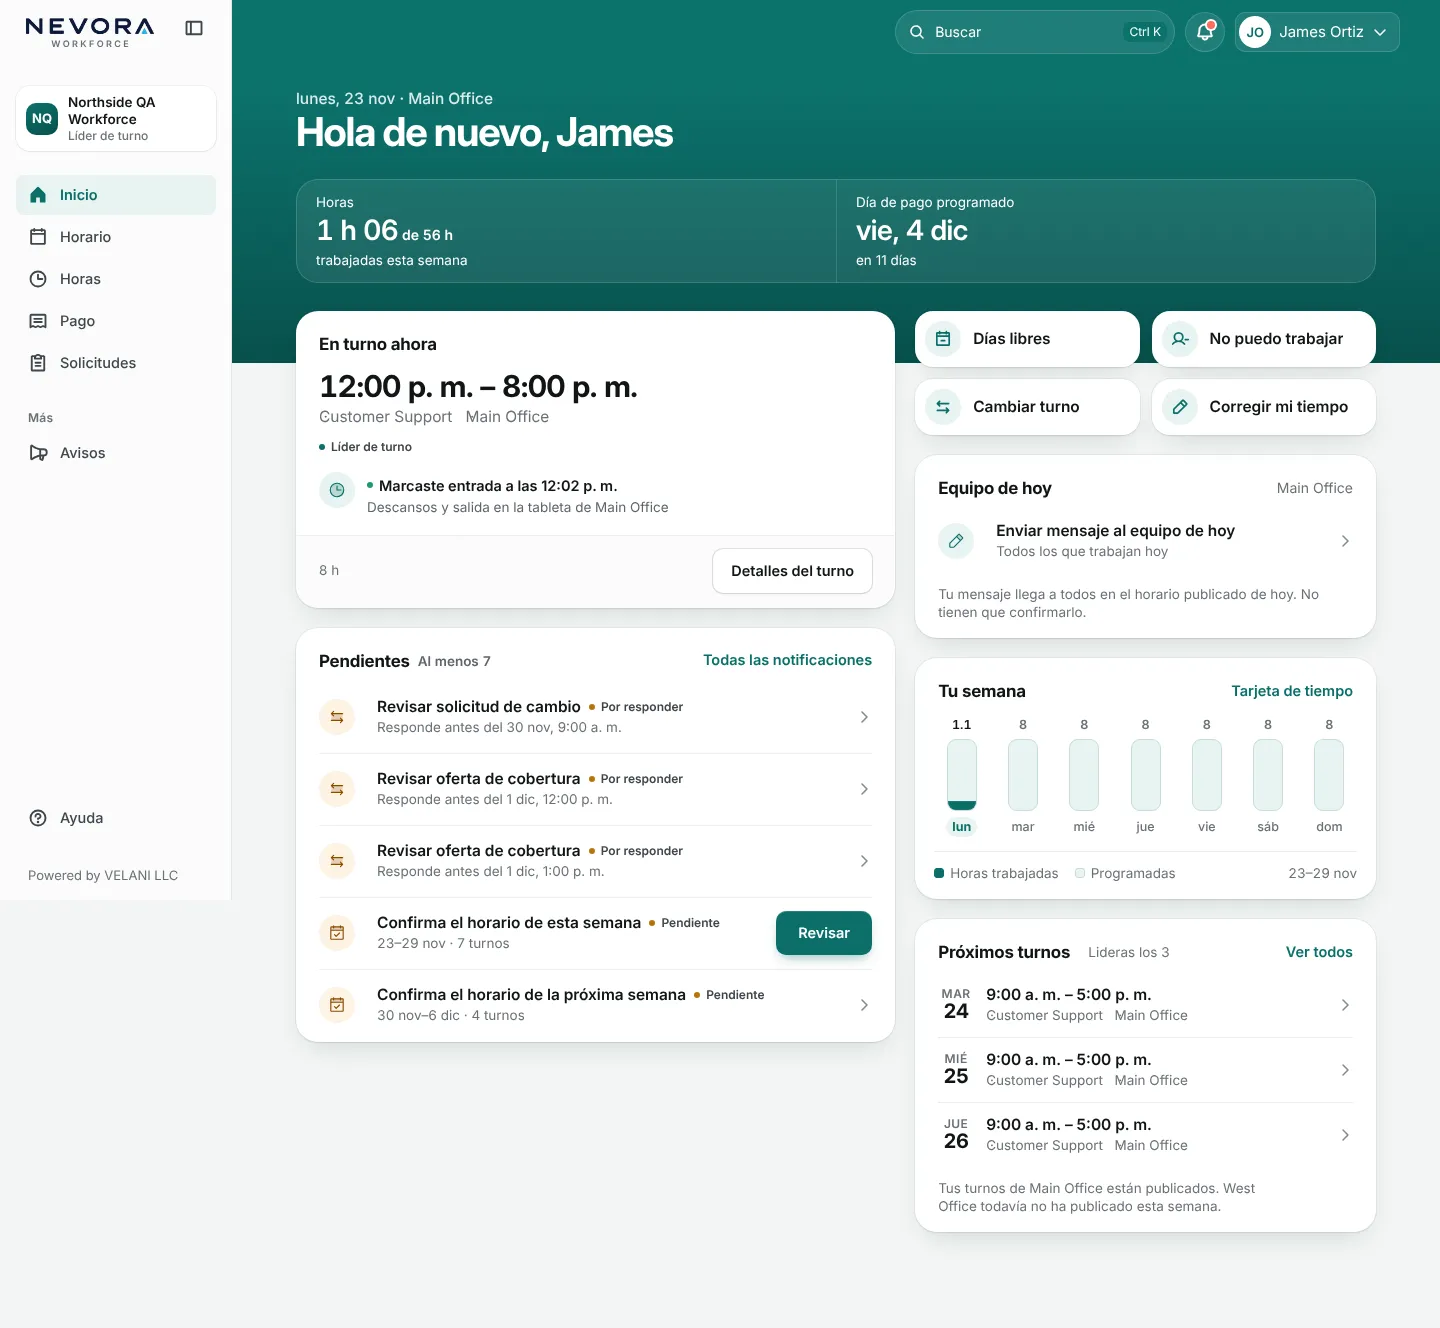 NEVORA
WORKFORCE
NQ
Northside QA
Workforce
Líder de turno
Inicio
Horario
Horas
Pago
Solicitudes
Más
Avisos
Ayuda
Powered by VELANI LLC
Buscar
Ctrl K
JO
James Ortiz
lunes, 23 nov · Main Office
Hola de nuevo, James
Horas
1 h 06 de 56 h
trabajadas esta semana
Día de pago programado
vie, 4 dic
en 11 días
En turno ahora
12:00 p. m. – 8:00 p. m.
Customer Support Main Office
Líder de turno
Marcaste entrada a las 12:02 p. m.
Descansos y salida en la tableta de Main Office
8 h
Detalles del turno
Pendientes Al menos 7
Todas las notificaciones
Revisar solicitud de cambio Por responder
Responde antes del 30 nov, 9:00 a. m.
Revisar oferta de cobertura Por responder
Responde antes del 1 dic, 12:00 p. m.
Revisar oferta de cobertura Por responder
Responde antes del 1 dic, 1:00 p. m.
Confirma el horario de esta semana Pendiente
23–29 nov · 7 turnos
Revisar
Confirma el horario de la próxima semana Pendiente
30 nov–6 dic · 4 turnos
Días libres
No puedo trabajar
Cambiar turno
Corregir mi tiempo
Equipo de hoy
Main Office
Enviar mensaje al equipo de hoy
Todos los que trabajan hoy
Tu mensaje llega a todos en el horario publicado de hoy. No
tienen que confirmarlo.
Tu semana
Tarjeta de tiempo
1.1 8 8 8 8 8 8
lun mar mié jue vie sáb dom
Horas trabajadas Programadas 23–29 nov
Próximos turnos Lideras los 3
Ver todos
MAR
24
9:00 a. m. – 5:00 p. m.
Customer Support Main Office
MIÉ
25
9:00 a. m. – 5:00 p. m.
Customer Support Main Office
JUE
26
9:00 a. m. – 5:00 p. m.
Customer Support Main Office
Tus turnos de Main Office están publicados. West
Office todavía no ha publicado esta semana.